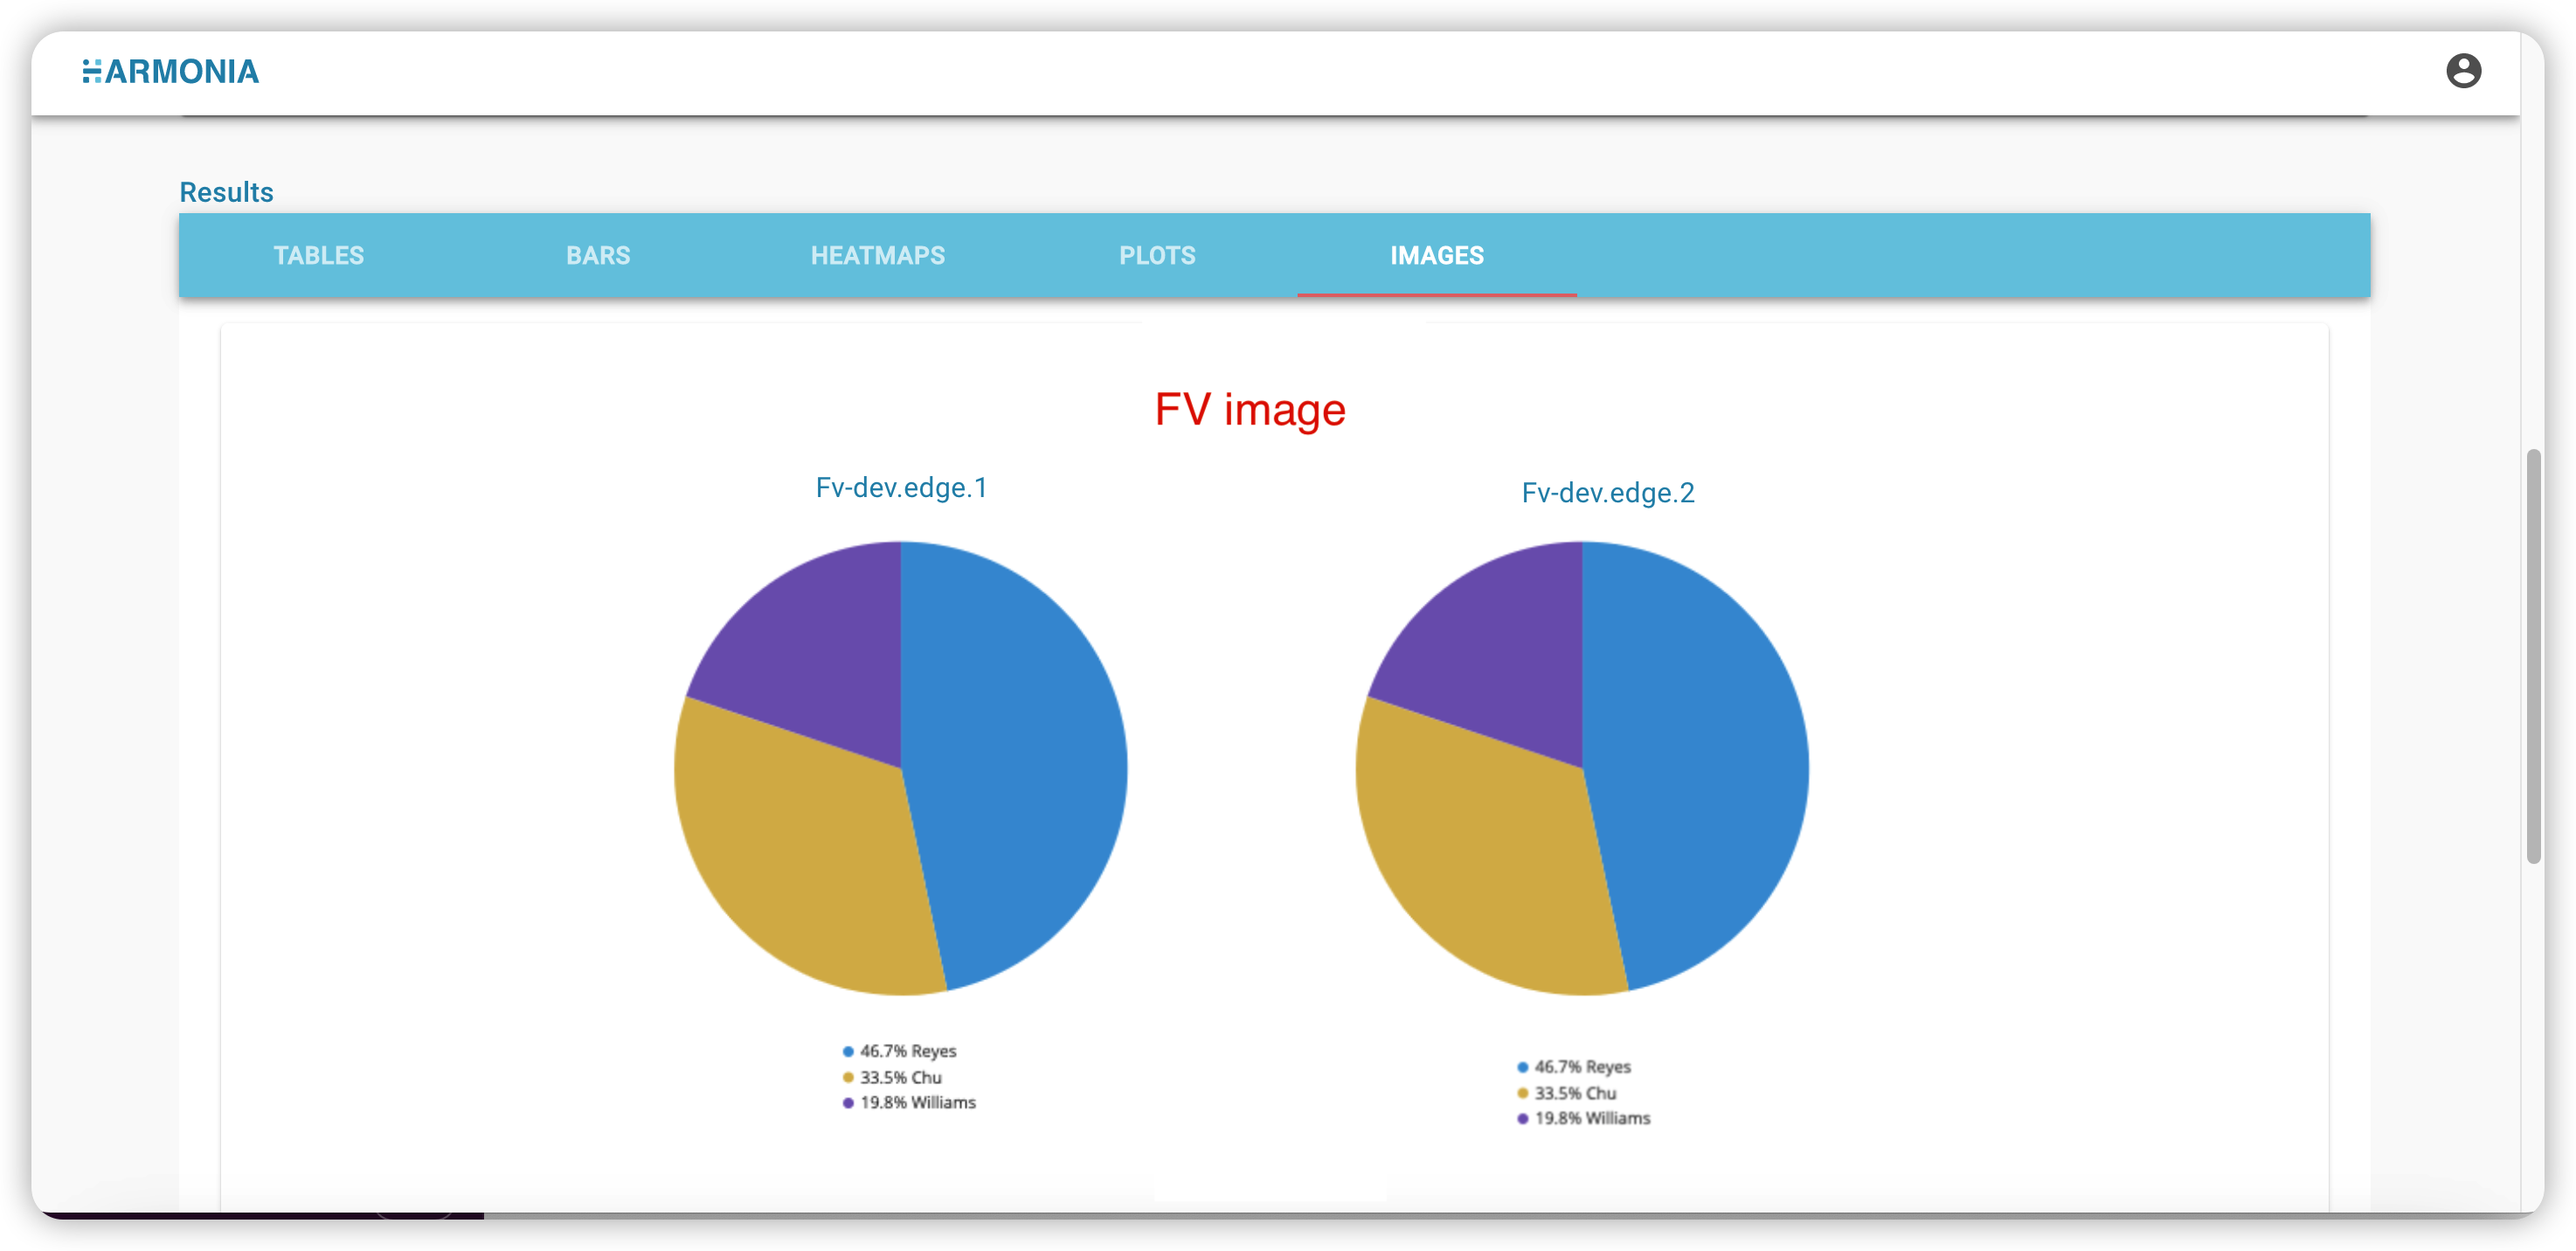 HARMONIA
Results
TABLES BARS HEATMAPS PLOTS IMAGES
FV image
Fv-dev.edge.1
46.7% Reyes
33.5% Chu
19.8% Williams
Fv-dev.edge.2
46.7% Reyes
33.5% Chu
19.8% Williams